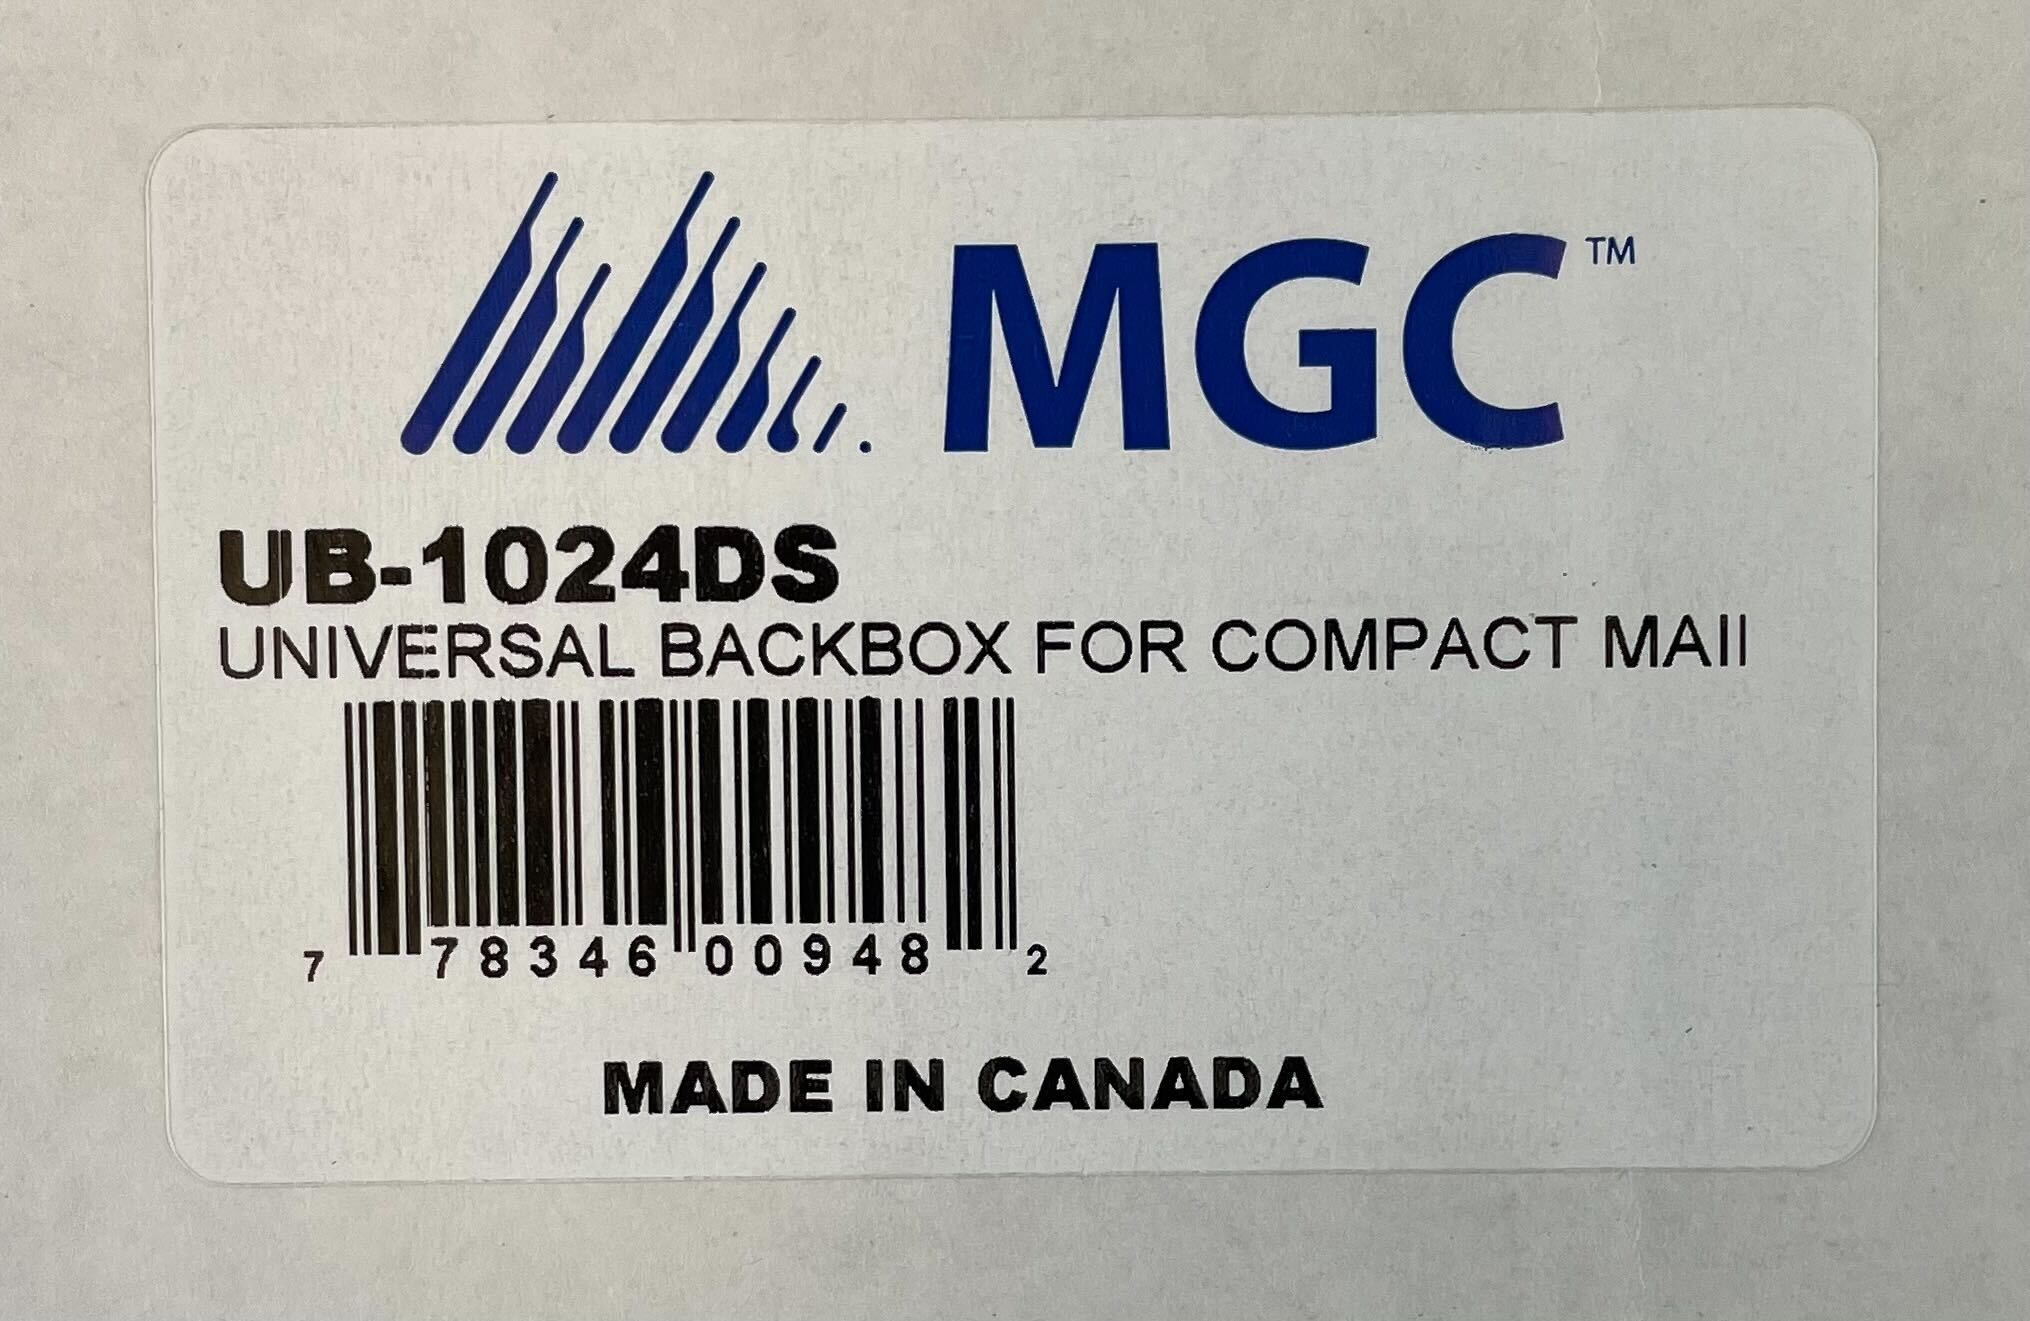 MGC™
UB-1024DS
UNIVERSAL BACKBOX FOR COMPACT MAII
7 78346 00948 2
MADE IN CANADA